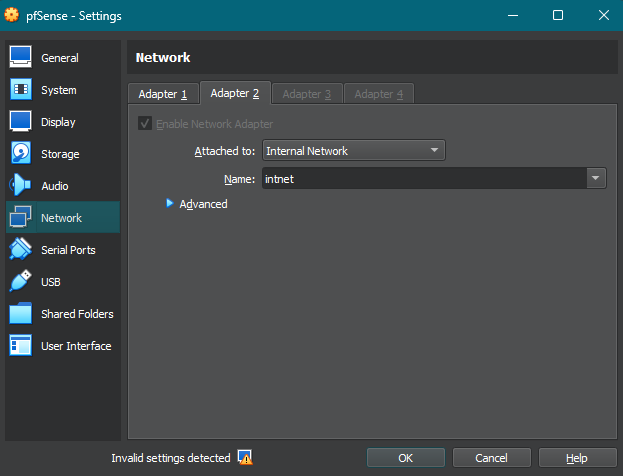 pfSense - Settings
General
System
Display
Storage
Audio
Network
Serial Ports
USB
Shared Folders
User Interface
Network
Adapter 1 Adapter 2 Adapter 3 Adapter 4
Enable Network Adapter
Attached to: Internal Network
Name: intnet
Advanced
Invalid settings detected OK Cancel Help